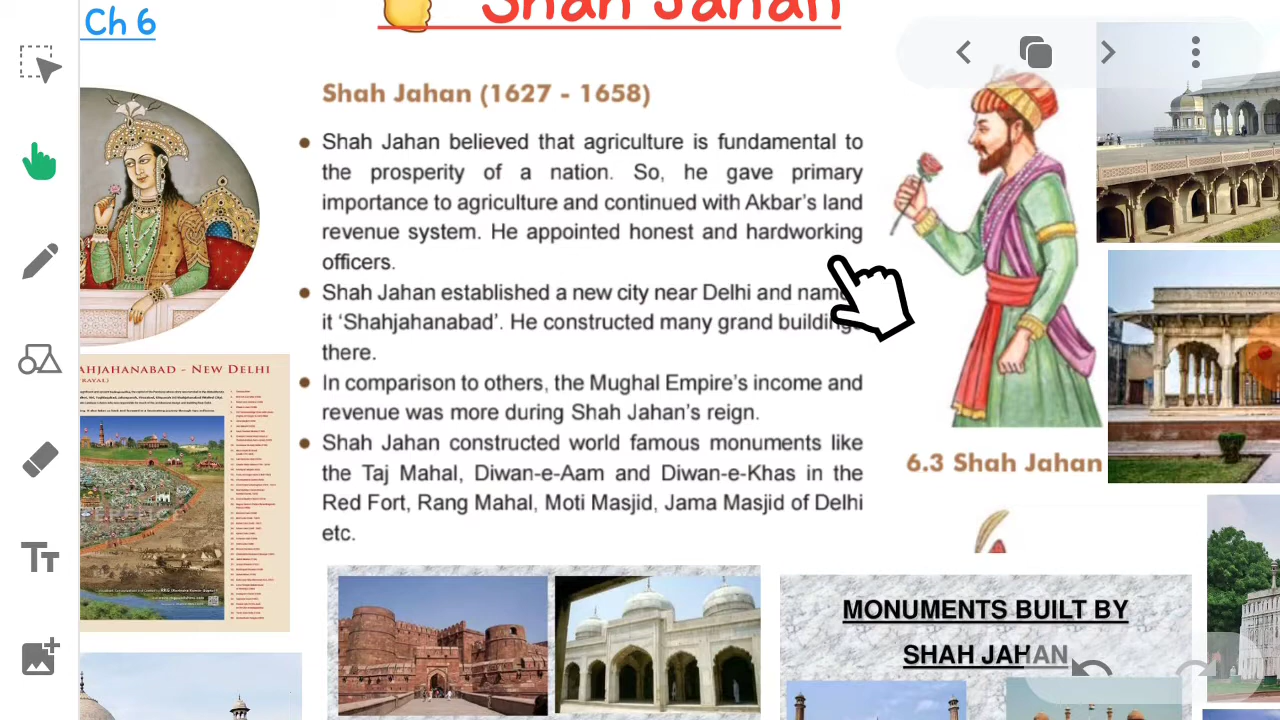 Ch 6
Shah Jahan
Shah Jahan (1627 - 1658)
Shah Jahan believed that agriculture is fundamental to
the prosperity of a nation. So, he gave primary
importance to agriculture and continued with Akbar's land
revenue system. He appointed honest and hardworking
officers.
Shah Jahan established a new city near Delhi and name
it 'Shahjahanabad'. He constructed many grand building
there.
In comparison to others, the Mughal Empire's income and
revenue was more during Shah Jahan's reign.
Shah Jahan constructed world famous monuments like
the Taj Mahal, Diwan-e-Aam and Diwan-e-Khas in the
Red Fort, Rang Mahal, Moti Masjid, Jama Masjid of Delhi
etc.
6.5 Shah Jahan
AHJAHANABAD - NEW DELHI
MONUMENTS BUILT BY
SHAH JAHAN
TT